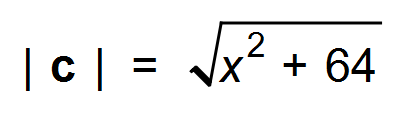 | c | = √x² + 64